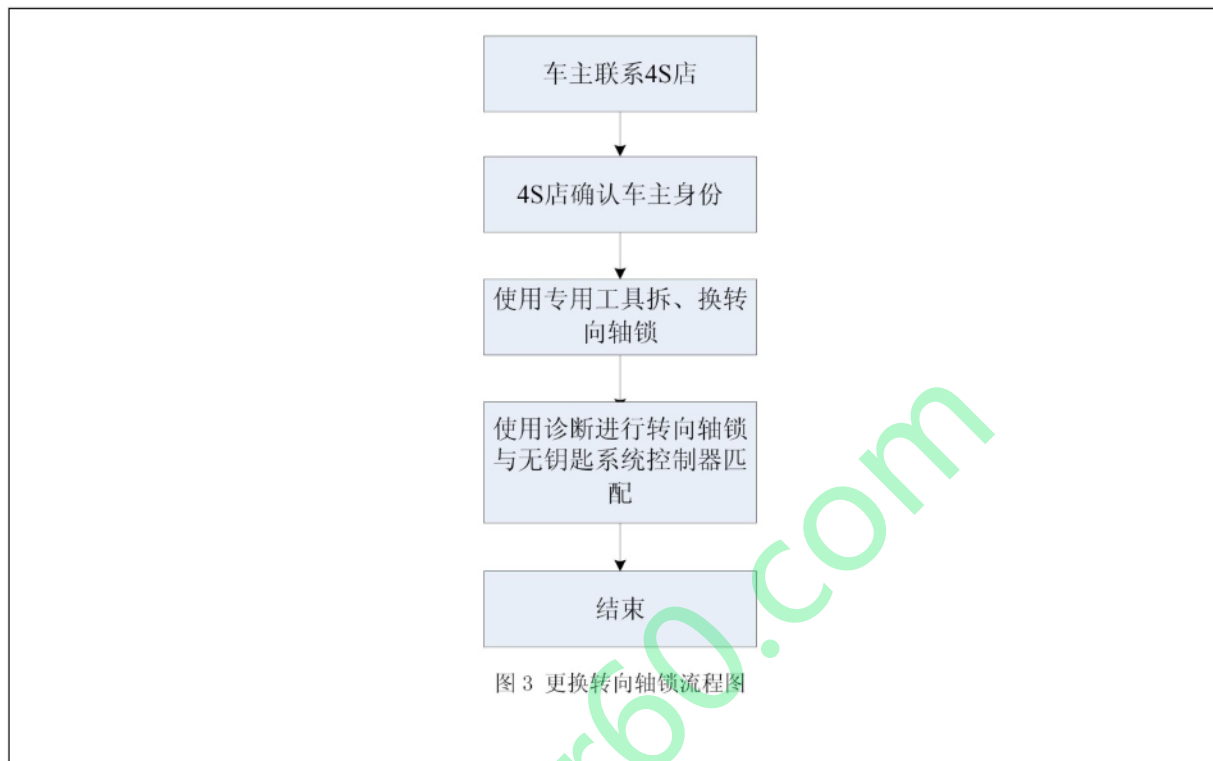 车主联系4S店
4S店确认车主身份
使用专用工具拆、换转
向轴锁
使用诊断进行转向轴锁
与无钥匙系统控制器匹
配
结束
图 3 更换转向轴锁流程图
r60.com